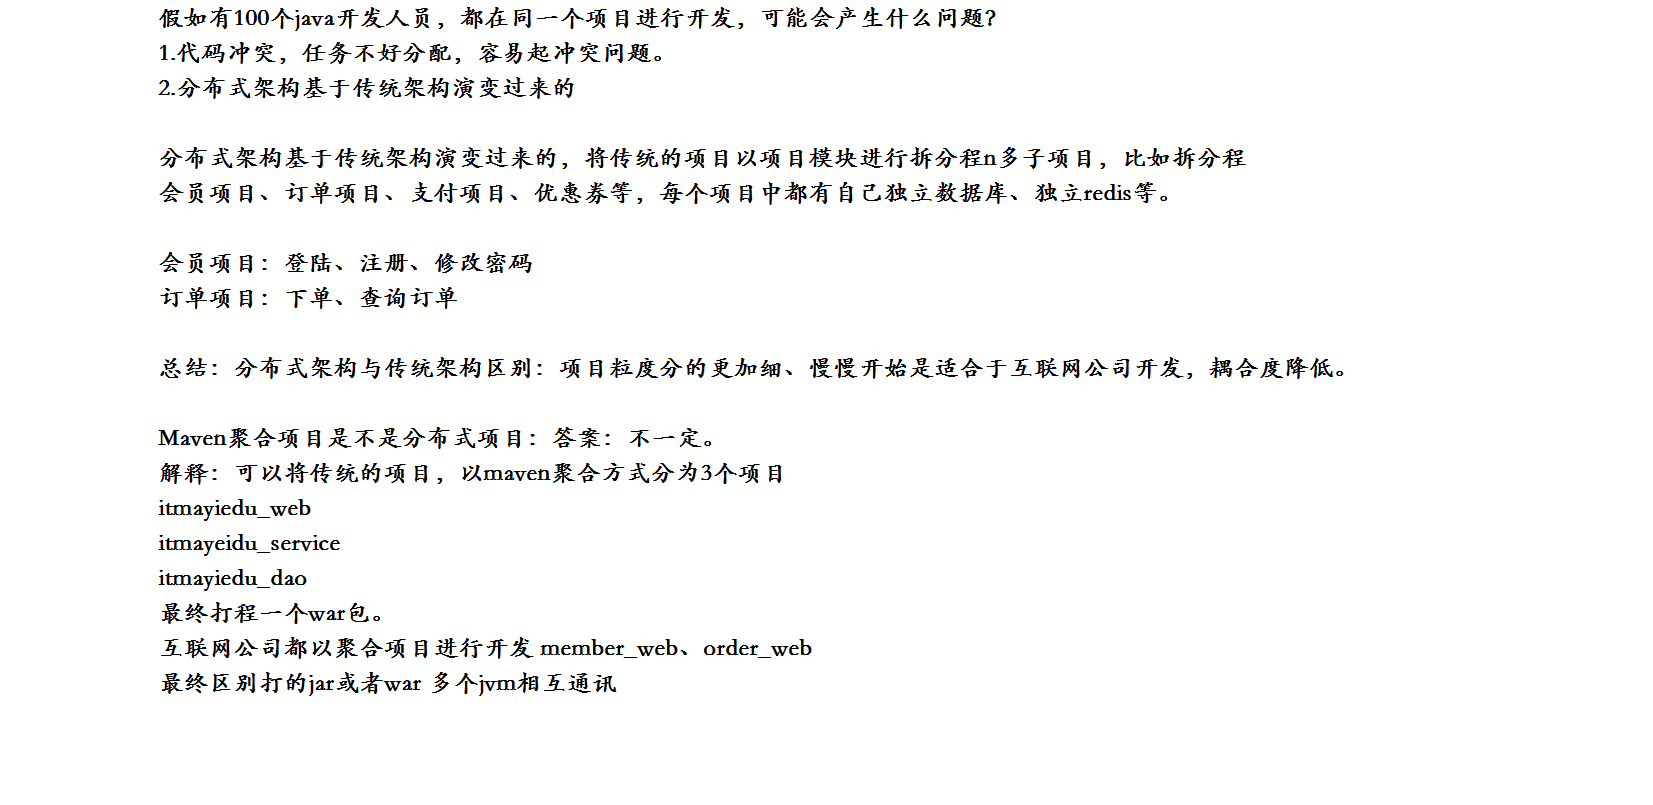 假如有100个java开发人员，都在同一个项目进行开发，可能会产生什么问题？
1.代码冲突，任务不好分配，容易起冲突问题。
2.分布式架构基于传统架构演变过来的
分布式架构基于传统架构演变过来的，将传统的项目以项目模块进行拆分程n多子项目，比如拆分程
会员项目、订单项目、支付项目、优惠券等，每个项目中都有自己独立数据库、独立redis等。
会员项目：登陆、注册、修改密码
订单项目：下单、查询订单
总结：分布式架构与传统架构区别：项目粒度分的更加细、慢慢开始是适合于互联网公司开发，耦合度降低。
Maven聚合项目是不是分布式项目：答案：不一定。
解释：可以将传统的项目，以maven聚合方式分为3个项目
itmayiedu_web
itmayeidu_service
itmayiedu_dao
最终打程一个war包。
互联网公司都以聚合项目进行开发 member_web、order_web
最终区别打的jar或者war 多个jvm相互通讯